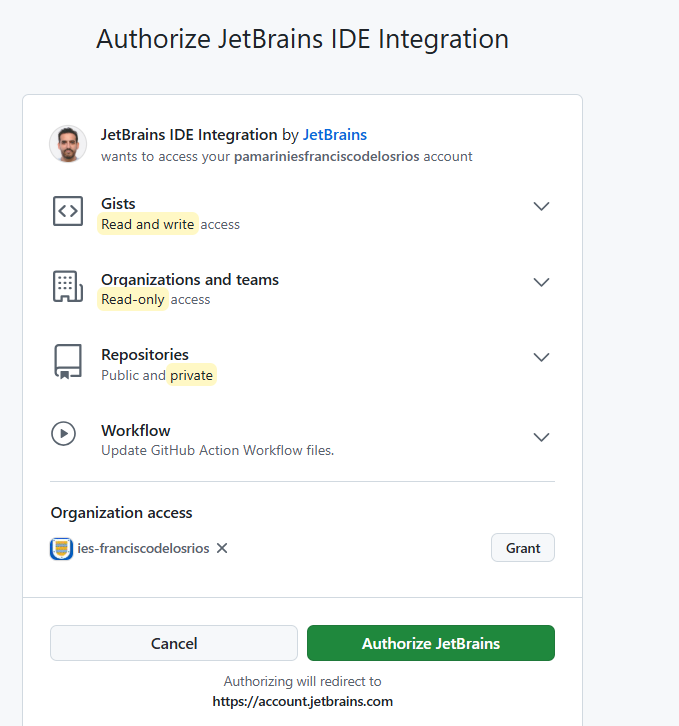 Authorize JetBrains IDE Integration
JetBrains IDE Integration by JetBrains
wants to access your pamariniesfranciscodelosrios account
Gists
Read and write access
Organizations and teams
Read-only access
Repositories
Public and private
Workflow
Update GitHub Action Workflow files.
Organization access
ies-franciscodelosrios
Grant
Cancel
Authorize JetBrains
Authorizing will redirect to
https://account.jetbrains.com